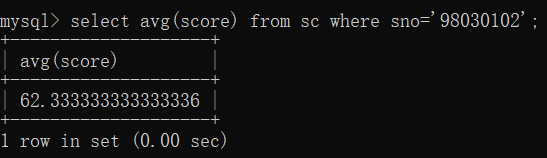 mysql> select avg(score) from sc where sno='98030102';
+--------------------+
| avg(score)         |
+--------------------+
| 62.333333333333336 |
+--------------------+
1 row in set (0.00 sec)